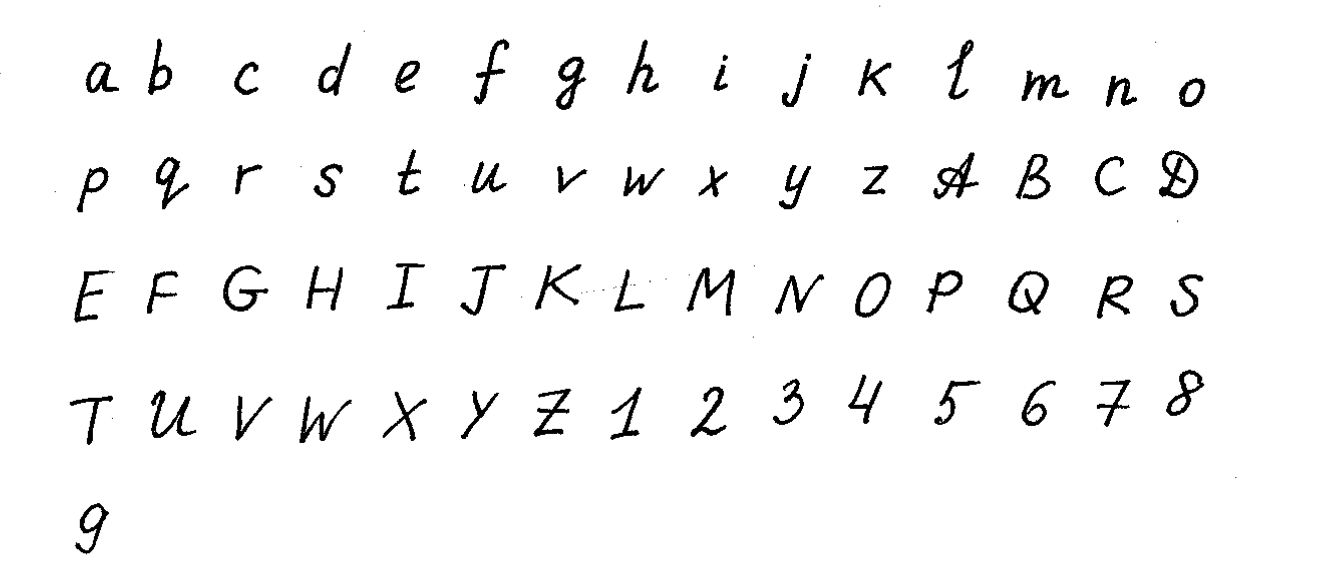 a b c d e f g h i j k l m n o
p q r s t u v w x y z A B C D
E F G H I J K L M N O P Q R S
T U V W X Y Z 1 2 3 4 5 6 7 8
9